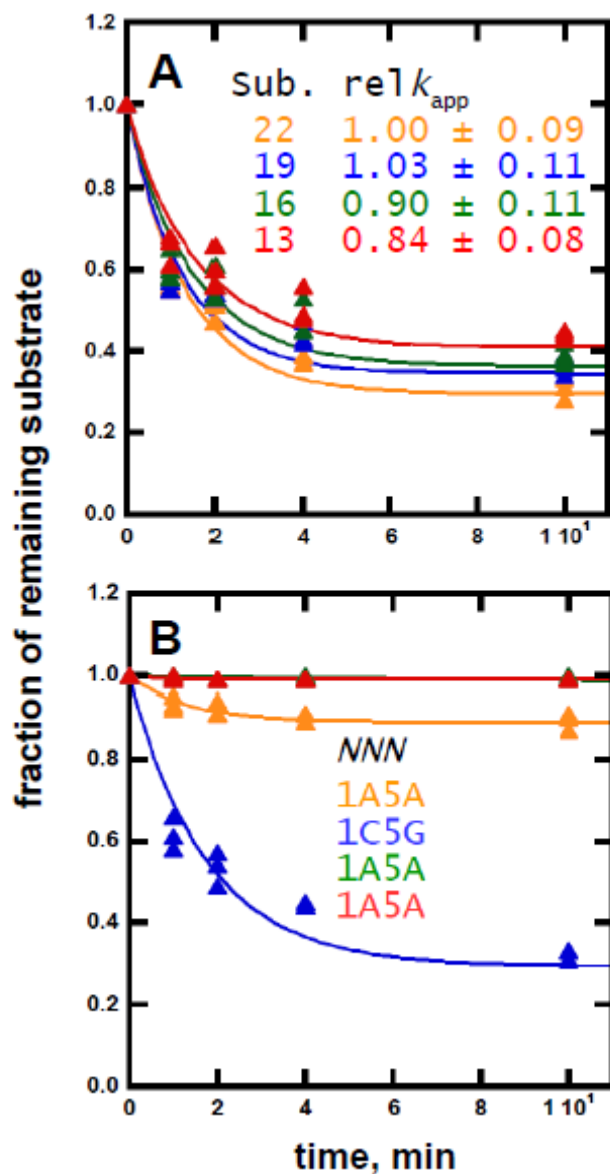 fraction of remaining substrate
1.2
1.0
0.8
0.6
0.4
0.2
0.0
A
Sub. rel kapp
22 1.00 ± 0.09
19 1.03 ± 0.11
16 0.90 ± 0.11
13 0.84 ± 0.08
0 2 4 6 8 1 10¹
1.2
1.0
0.8
0.6
0.4
0.2
0.0
B
NNN
1A5A
1C5G
1A5A
1A5A
0 2 4 6 8 1 10¹
time, min